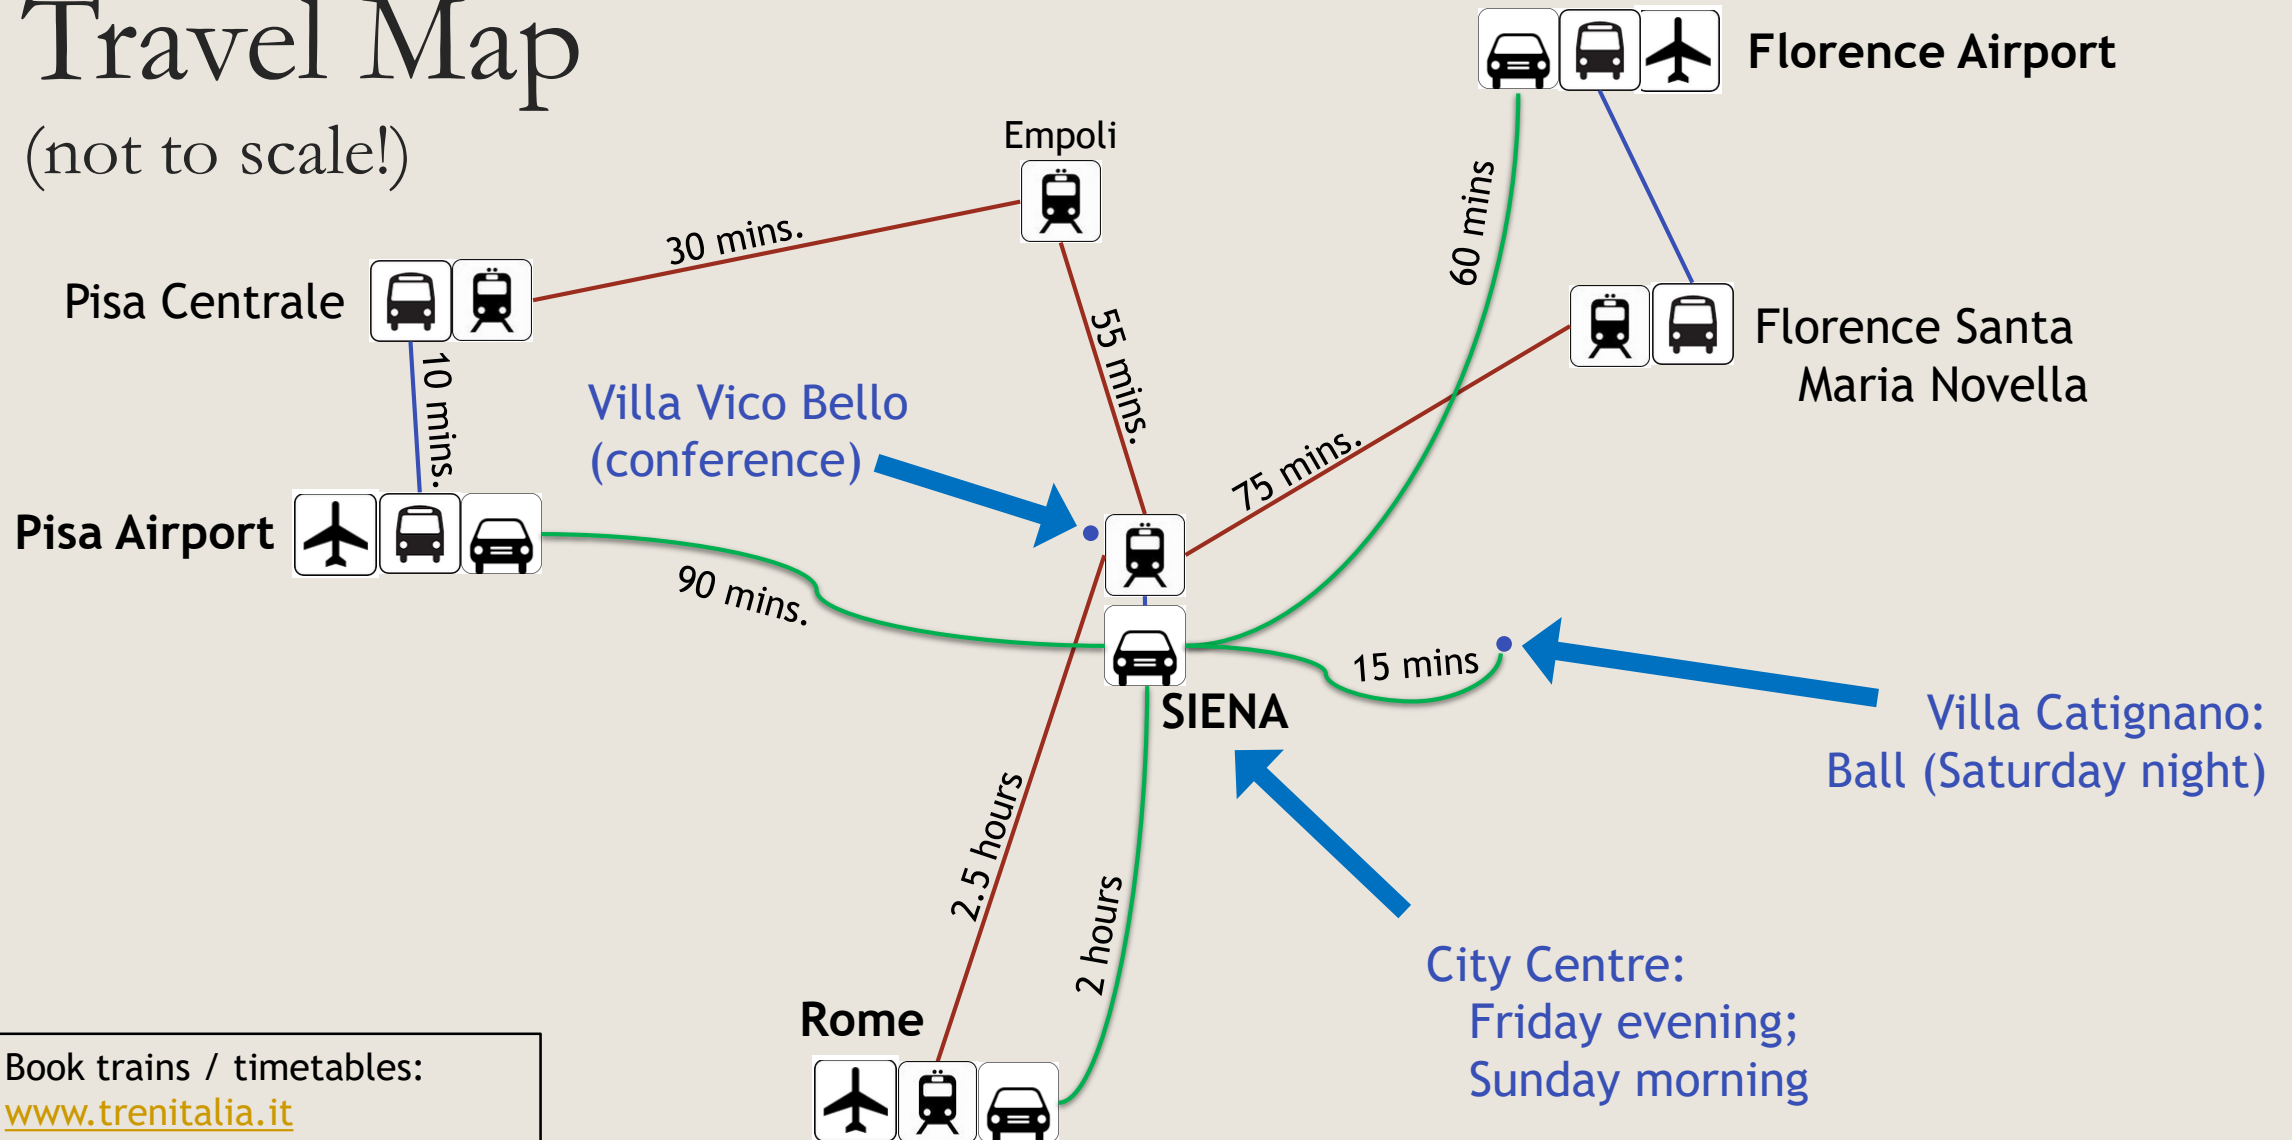 Travel Map
(not to scale!)
Florence Airport
Empoli
60 mins
30 mins.
Pisa Centrale
Florence Santa
Maria Novella
55 mins.
10 mins.
Villa Vico Bello
(conference)
75 mins.
Pisa Airport
90 mins.
15 mins
SIENA
Villa Catignano:
Ball (Saturday night)
2.5 hours
2 hours
City Centre:
Friday evening;
Sunday morning
Rome
Book trains / timetables:
www.trenitalia.it